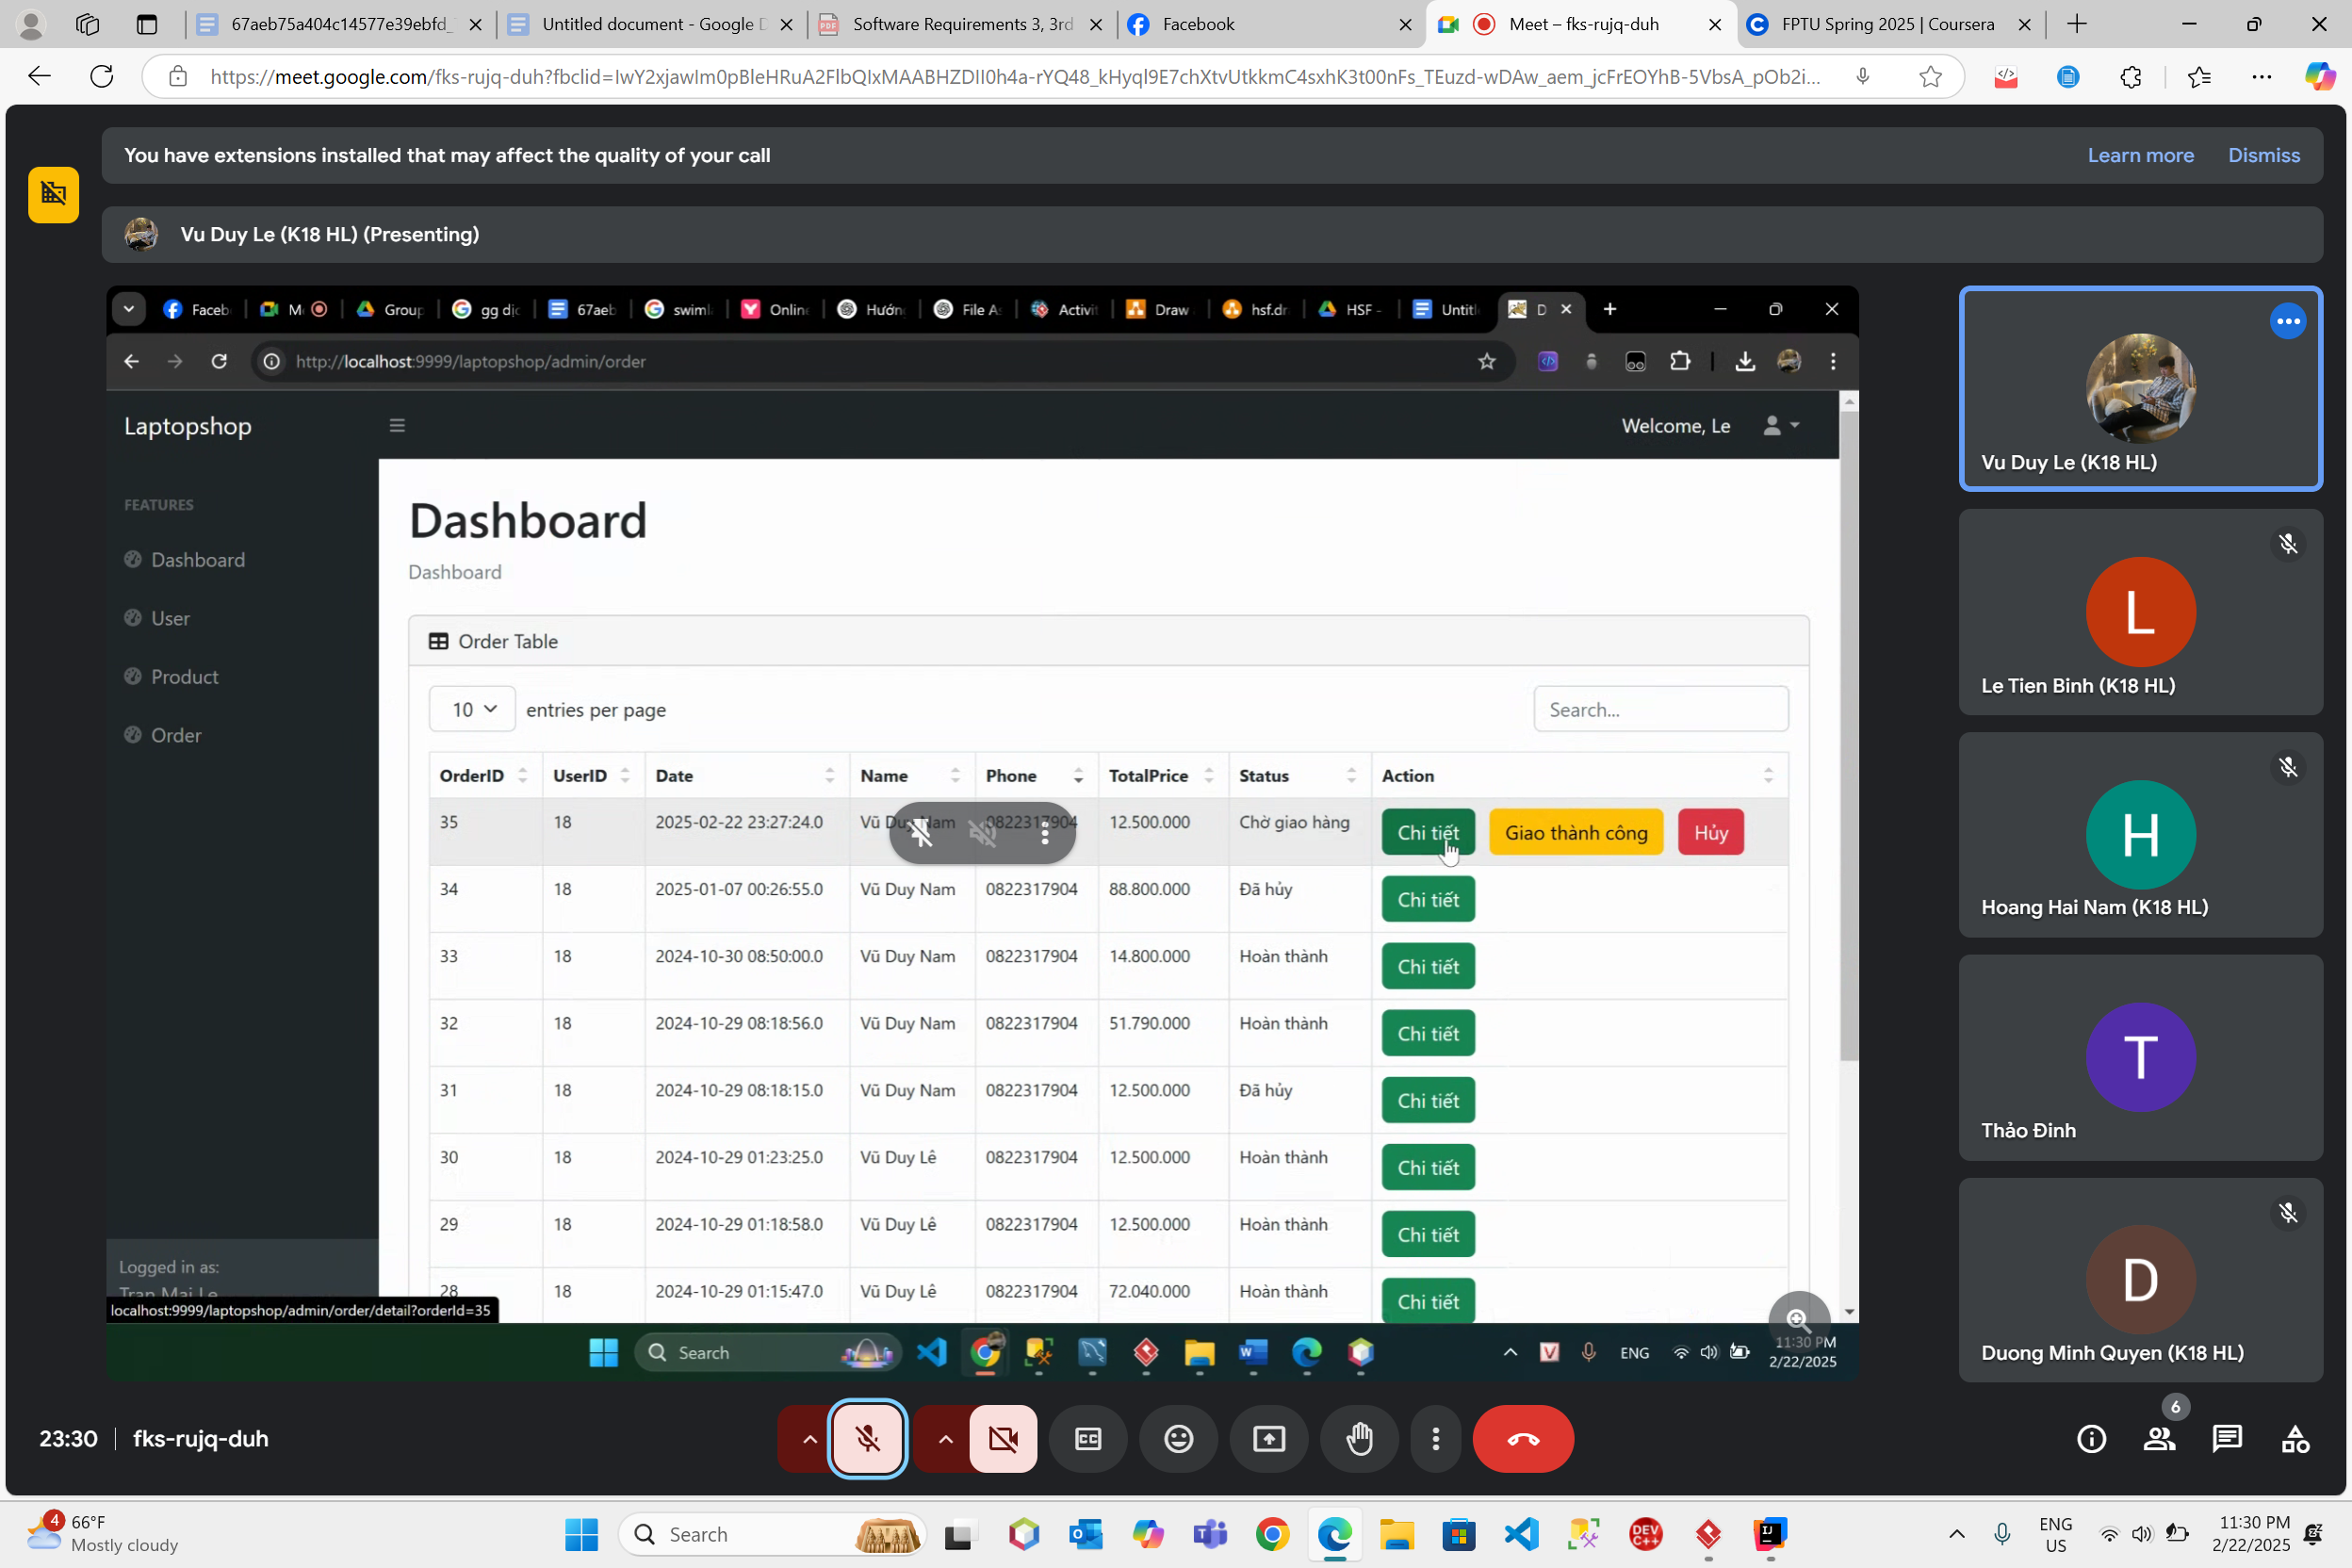 67aeb75a404c14577e39ebfd_
Untitled document - Google D
Software Requirements 3, 3rd
Facebook
Meet – fks-rujq-duh
FPTU Spring 2025 | Coursera
https://meet.google.com/fks-rujq-duh?fbclid=IwY2xjawIm0pBleHRuA2FlbQIxMAABHZDII0h4a-rYQ48_kHyql9E7chXtvUtkkmC4sxhK3t00nFs_TEuzd-wDAw_aem_jcFrEOYhB-5VbsA_pOb2i...
You have extensions installed that may affect the quality of your call
Learn more
Dismiss
Vu Duy Le (K18 HL) (Presenting)
Faceb
M
Group
gg dịc
67aeb
swiml
Online
Hướn
File A
Activit
Draw
hsf.dr
HSF -
Untitl
D
http://localhost:9999/laptopshop/admin/order
Laptopshop
Welcome, Le
FEATURES
Dashboard
User
Product
Order
Logged in as:
Tran Mai Le
Dashboard
Dashboard
Order Table
10 entries per page
Search...
OrderID UserID Date Name Phone TotalPrice Status Action
35 18 2025-02-22 23:27:24.0 Vũ Duy Nam 0822317904 12.500.000 Chờ giao hàng Chi tiết Giao thành công Hủy
34 18 2025-01-07 00:26:55.0 Vũ Duy Nam 0822317904 88.800.000 Đã hủy Chi tiết
33 18 2024-10-30 08:50:00.0 Vũ Duy Nam 0822317904 14.800.000 Hoàn thành Chi tiết
32 18 2024-10-29 08:18:56.0 Vũ Duy Nam 0822317904 51.790.000 Hoàn thành Chi tiết
31 18 2024-10-29 08:18:15.0 Vũ Duy Nam 0822317904 12.500.000 Đã hủy Chi tiết
30 18 2024-10-29 01:23:25.0 Vũ Duy Lê 0822317904 12.500.000 Hoàn thành Chi tiết
29 18 2024-10-29 01:18:58.0 Vũ Duy Lê 0822317904 12.500.000 Hoàn thành Chi tiết
28 18 2024-10-29 01:15:47.0 Vũ Duy Lê 0822317904 72.040.000 Hoàn thành Chi tiết
localhost:9999/laptopshop/admin/order/detail?orderId=35
Search
ENG
11:30 PM
2/22/2025
Vu Duy Le (K18 HL)
L
Le Tien Binh (K18 HL)
H
Hoang Hai Nam (K18 HL)
T
Thảo Đinh
D
Duong Minh Quyen (K18 HL)
23:30
fks-rujq-duh
CC
6
4
66°F
Mostly cloudy
Search
DEV
C++
IJ
ENG
US
11:30 PM
2/22/2025